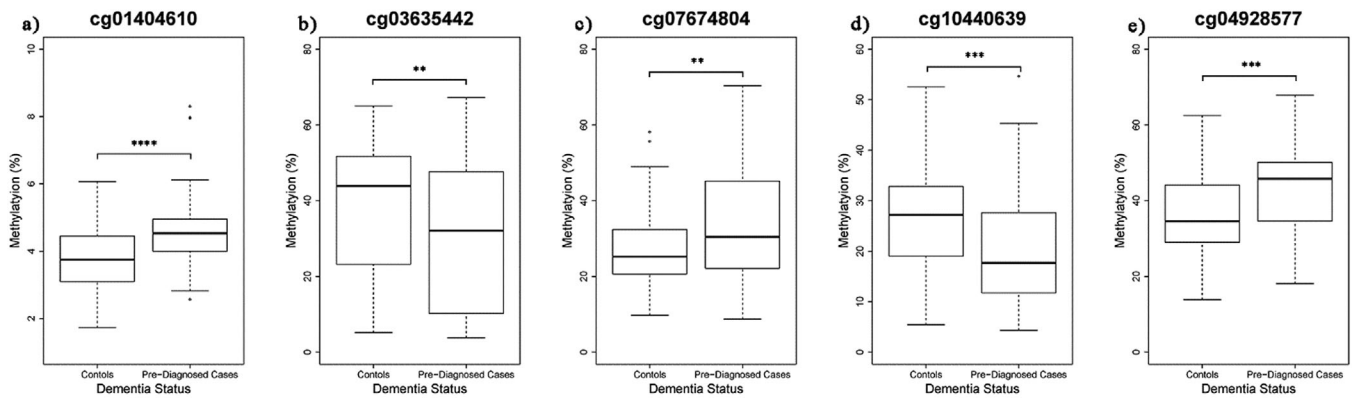 a) cg01404610
10
8
6
4
2
Methylatyion (%)
****
Contols Pre-Diagnosed Cases
Dementia Status
b) cg03635442
80
60
40
20
0
Methylatyion (%)
**
Contols Pre-Diagnosed Cases
Dementia Status
c) cg07674804
80
60
40
20
0
Methylatyion (%)
**
Contols Pre-Diagnosed Cases
Dementia Status
d) cg10440639
60
50
40
30
20
10
0
Methylatyion (%)
***
Contols Pre-Diagnosed Cases
Dementia Status
e) cg04928577
80
60
40
20
0
Methylatyion (%)
***
Contols Pre-Diagnosed Cases
Dementia Status